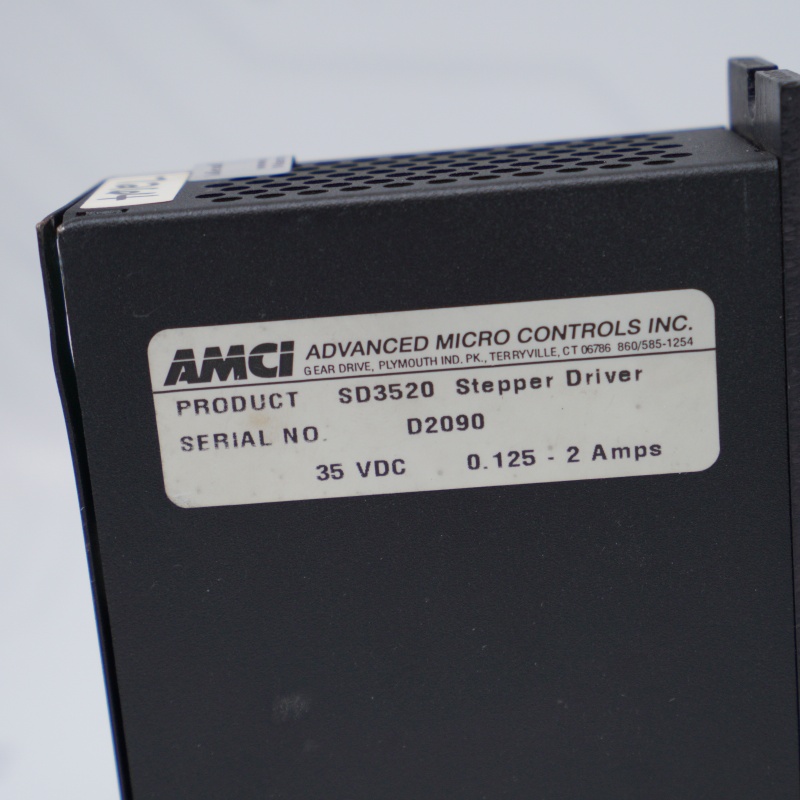 AMCI ADVANCED MICRO CONTROLS INC.
GEAR DRIVE, PLYMOUTH IND. PK., TERRYVILLE, CT 06786 860/585-1254
PRODUCT SD3520 Stepper Driver
SERIAL NO. D2090
35 VDC 0.125 - 2 Amps